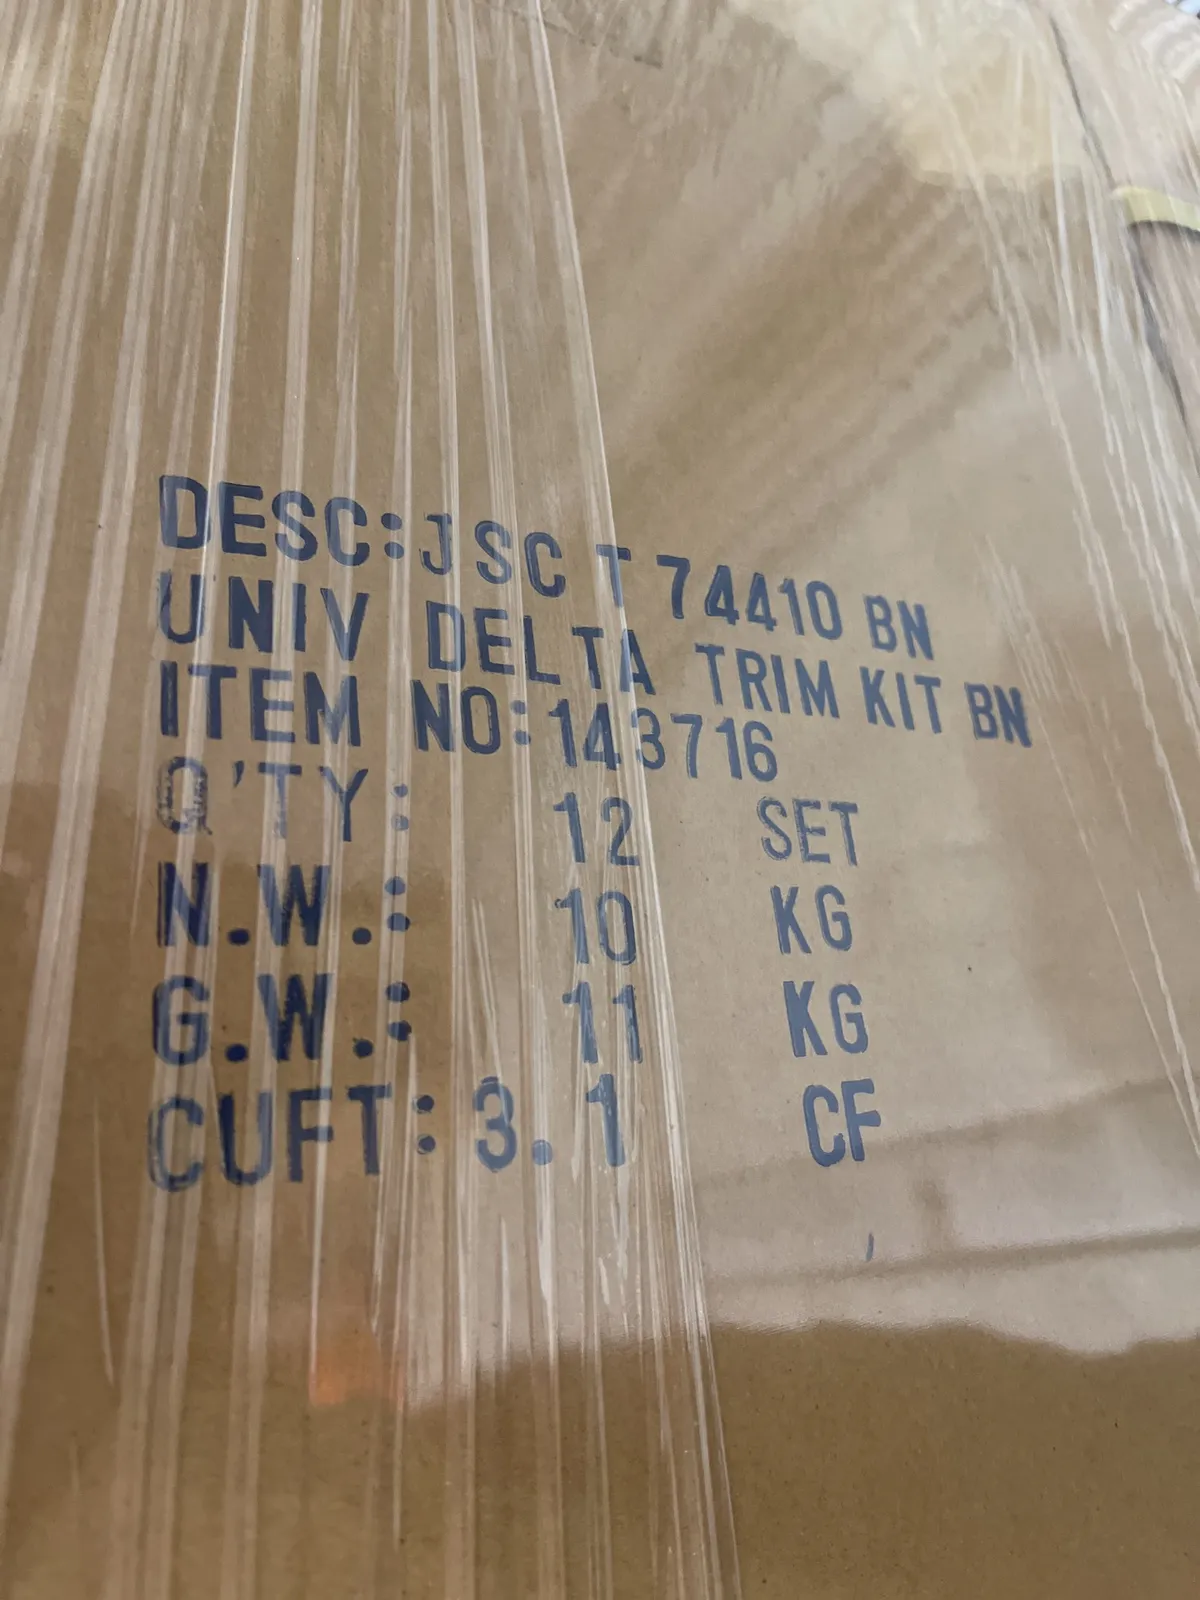 DESC:JSC T 74410 BN
UNIV DELTA TRIM KIT BN
ITEM NO:143716
Q'TY: 12 SET
N.W.: 10 KG
G.W.: 11 KG
CUFT: 3.1 CF